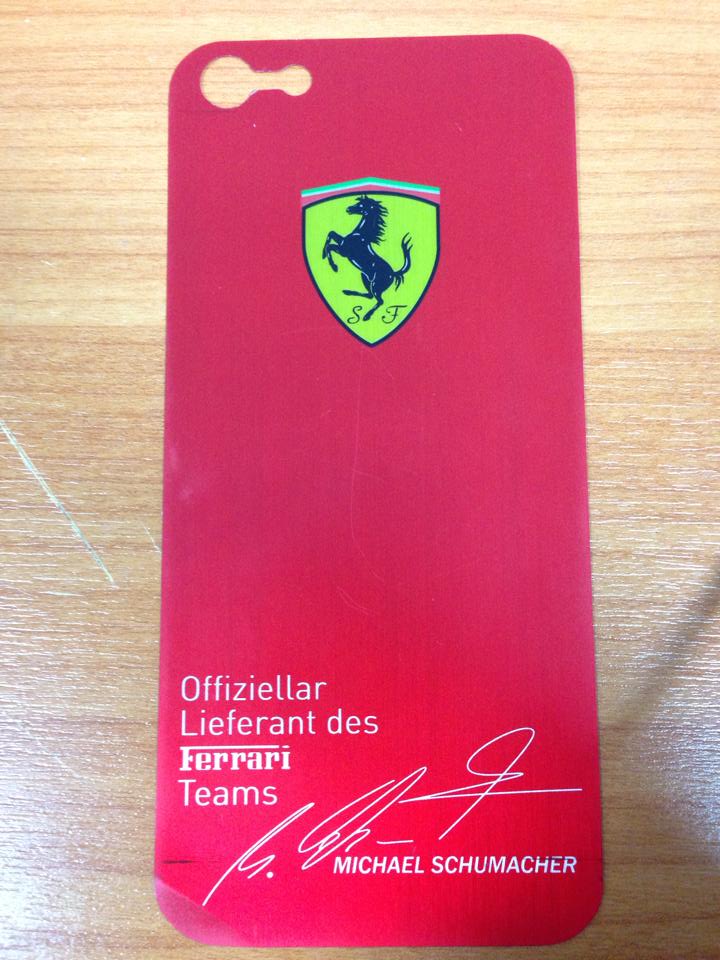 S F
Offiziellar
Lieferant des
Ferrari
Teams
MICHAEL SCHUMACHER